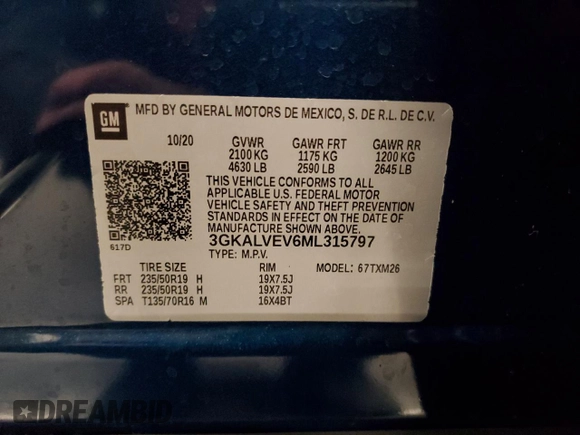 GM
MFD BY GENERAL MOTORS DE MEXICO, S. DE R.L. DE C.V.
10/20 GVWR GAWR FRT GAWR RR
2100 KG 1175 KG 1200 KG
4630 LB 2590 LB 2645 LB
THIS VEHICLE CONFORMS TO ALL
APPLICABLE U.S. FEDERAL MOTOR
VEHICLE SAFETY AND THEFT PREVENTION
STANDARDS IN EFFECT ON THE DATE OF
MANUFACTURE SHOWN ABOVE.
617D
3GKALVEV6ML315797
TYPE: M.P.V.
TIRE SIZE RIM MODEL: 67TXM26
FRT 235/50R19 H 19X7.5J
RR 235/50R19 H 19X7.5J
SPA T135/70R16 M 16X4BT
DREAMBID